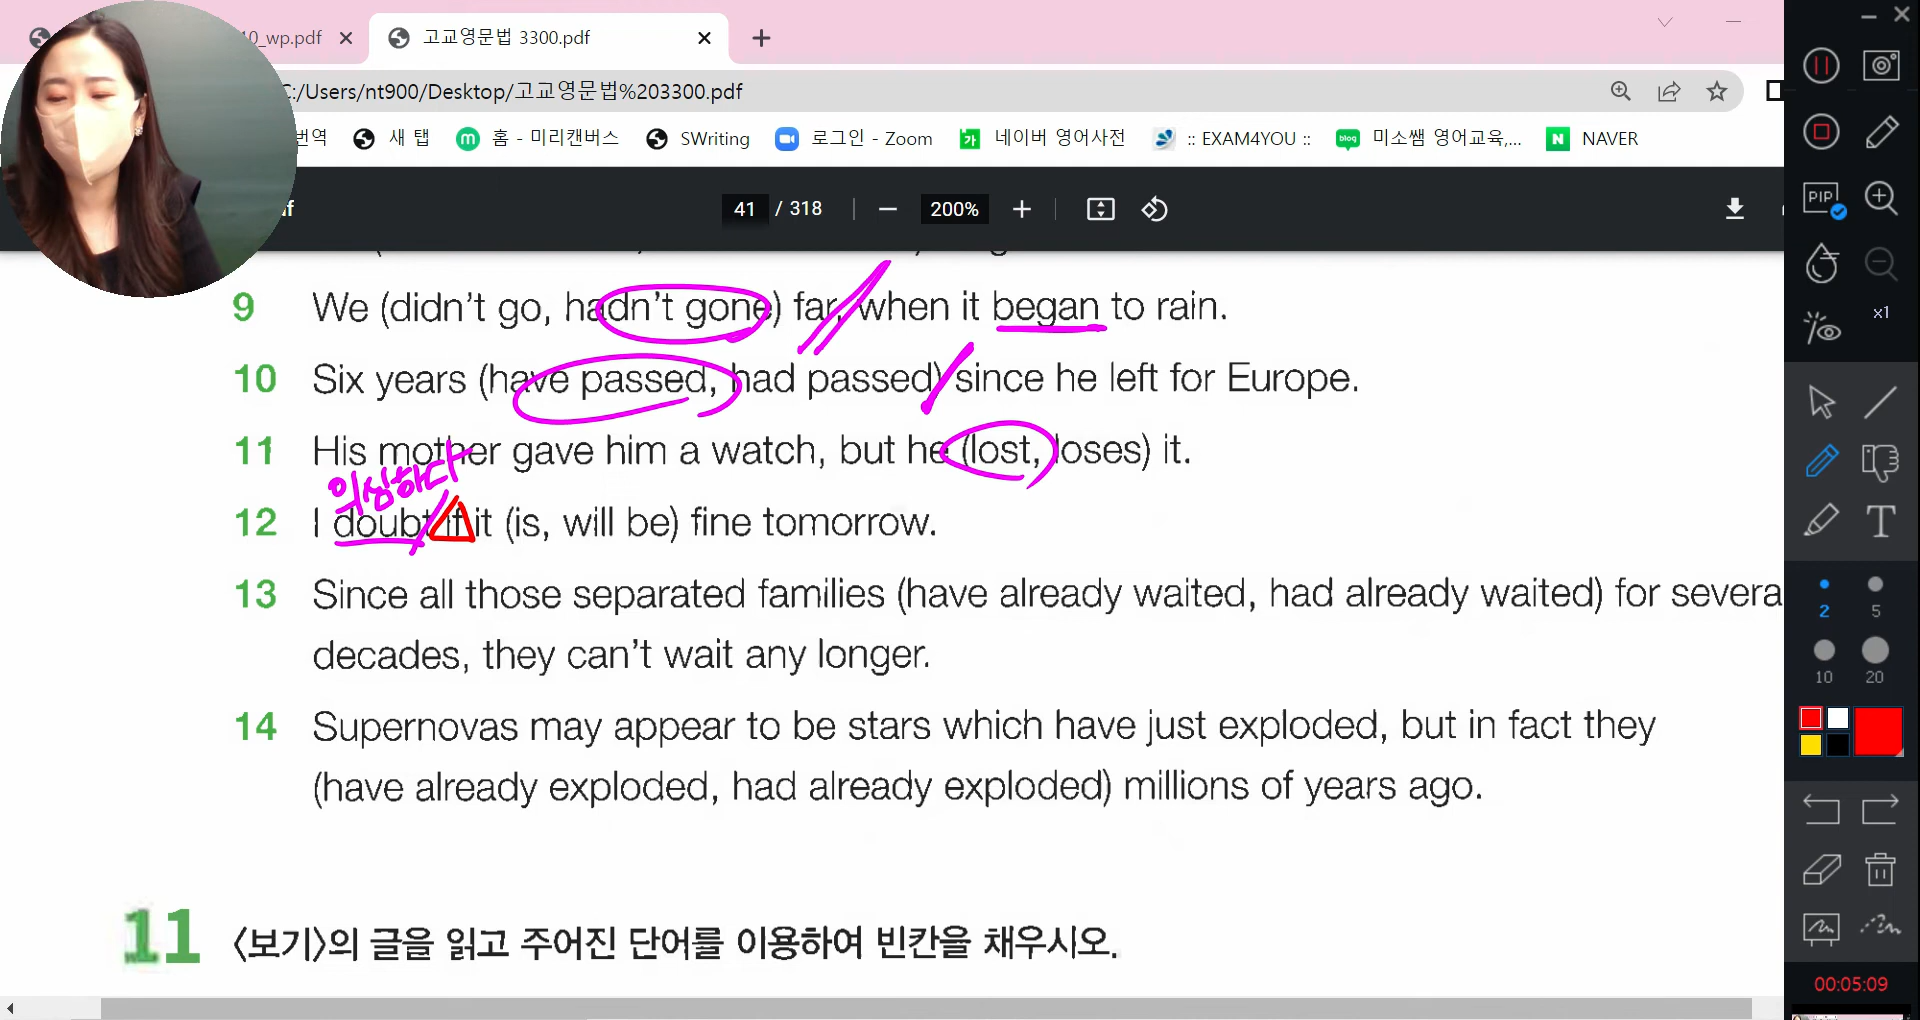 10_wp.pdf
고교영문법 3300.pdf
C:/Users/nt900/Desktop/고교영문법%203300.pdf
번역 새 탭 홈 - 미리캔버스 SWriting 로그인 - Zoom 네이버 영어사전 :: EXAM4YOU :: 미소쌤 영어교육,... NAVER
df 41 / 318 200%
9 We (didn't go, hadn't gone) far, when it began to rain.
10 Six years (have passed, had passed) since he left for Europe.
11 His mother gave him a watch, but he (lost, loses) it.
의심하다
12 I doubt if it (is, will be) fine tomorrow.
13 Since all those separated families (have already waited, had already waited) for severa
decades, they can't wait any longer.
14 Supernovas may appear to be stars which have just exploded, but in fact they
(have already exploded, had already exploded) millions of years ago.
11 〈보기〉의 글을 읽고 주어진 단어를 이용하여 빈칸을 채우시오.
PIP
x1
T
2 5
10 20
00:05:09